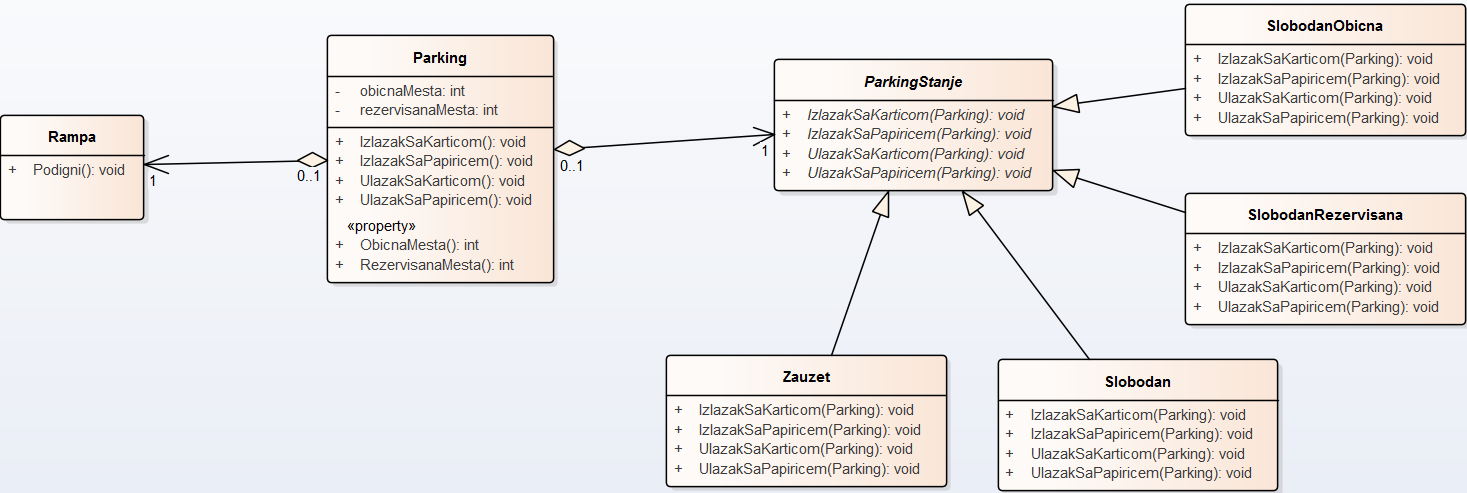 Rampa
+ Podigni(): void
1
0..1
Parking
- obicnaMesta: int
- rezervisanaMesta: int
+ IzlazakSaKarticom(): void
+ IzlazakSaPapiricem(): void
+ UlazakSaKarticom(): void
+ UlazakSaPapiricem(): void
«property»
+ ObicnaMesta(): int
+ RezervisanaMesta(): int
0..1
1
ParkingStanje
+ IzlazakSaKarticom(Parking): void
+ IzlazakSaPapiricem(Parking): void
+ UlazakSaKarticom(Parking): void
+ UlazakSaPapiricem(Parking): void
SlobodanObicna
+ IzlazakSaKarticom(Parking): void
+ IzlazakSaPapiricem(Parking): void
+ UlazakSaKarticom(Parking): void
+ UlazakSaPapiricem(Parking): void
SlobodanRezervisana
+ IzlazakSaKarticom(Parking): void
+ IzlazakSaPapiricem(Parking): void
+ UlazakSaKarticom(Parking): void
+ UlazakSaPapiricem(Parking): void
Zauzet
+ IzlazakSaKarticom(Parking): void
+ IzlazakSaPapiricem(Parking): void
+ UlazakSaKarticom(Parking): void
+ UlazakSaPapiricem(Parking): void
Slobodan
+ IzlazakSaKarticom(Parking): void
+ IzlazakSaPapiricem(Parking): void
+ UlazakSaKarticom(Parking): void
+ UlazakSaPapiricem(Parking): void